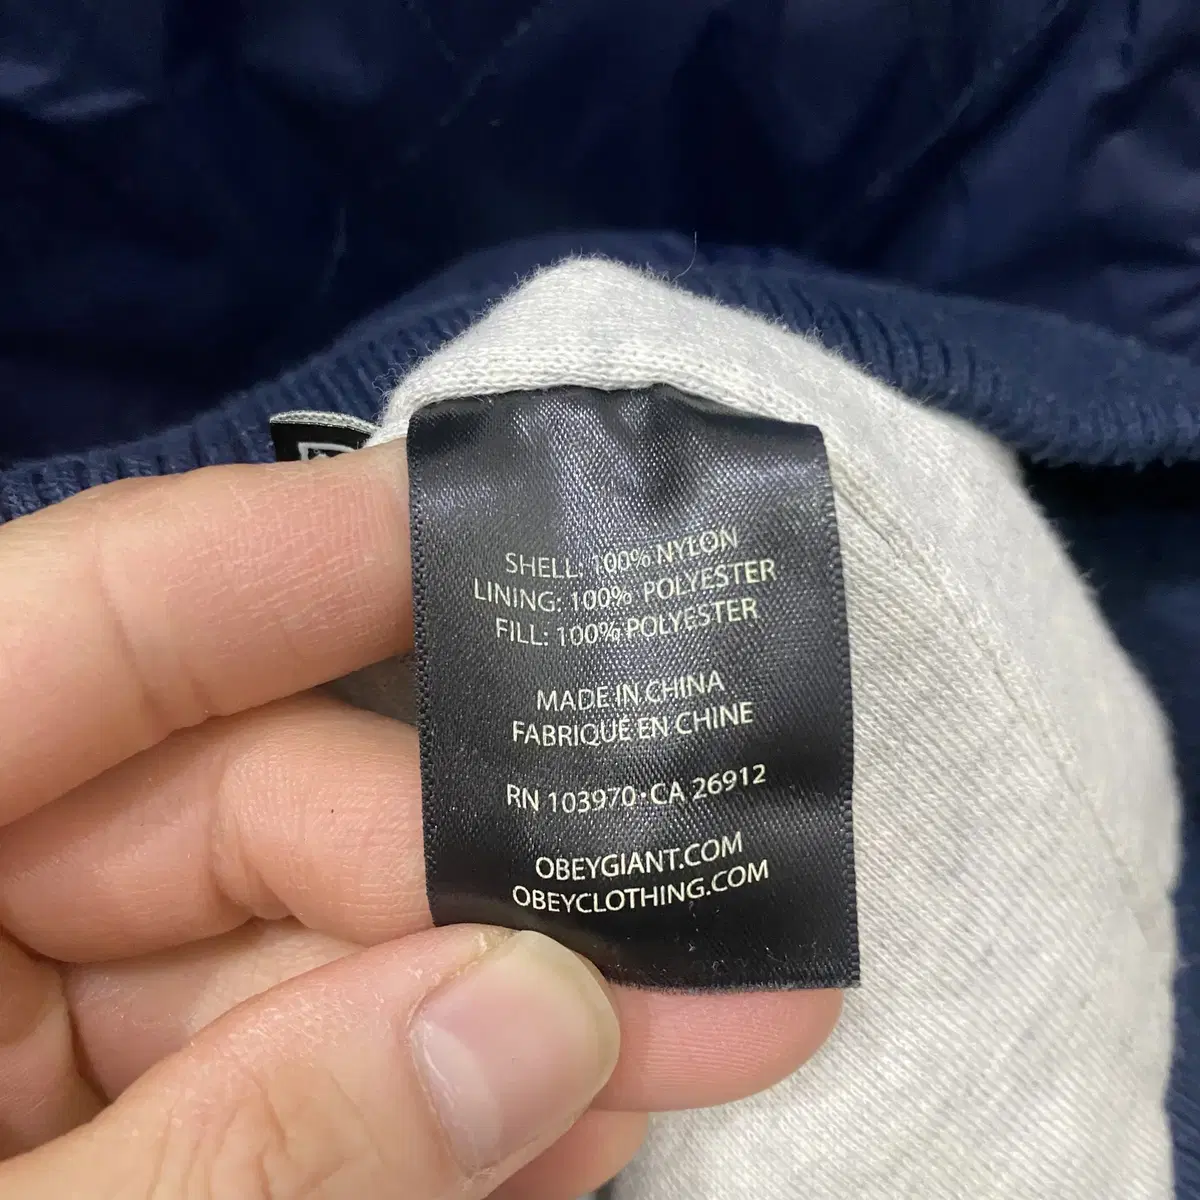 SHELL: 100% NYLON
LINING: 100% POLYESTER
FILL: 100% POLYESTER
MADE IN CHINA
FABRIQUÉ EN CHINE
RN 103970·CA 26912
OBEYGIANT.COM
OBEYCLOTHING.COM